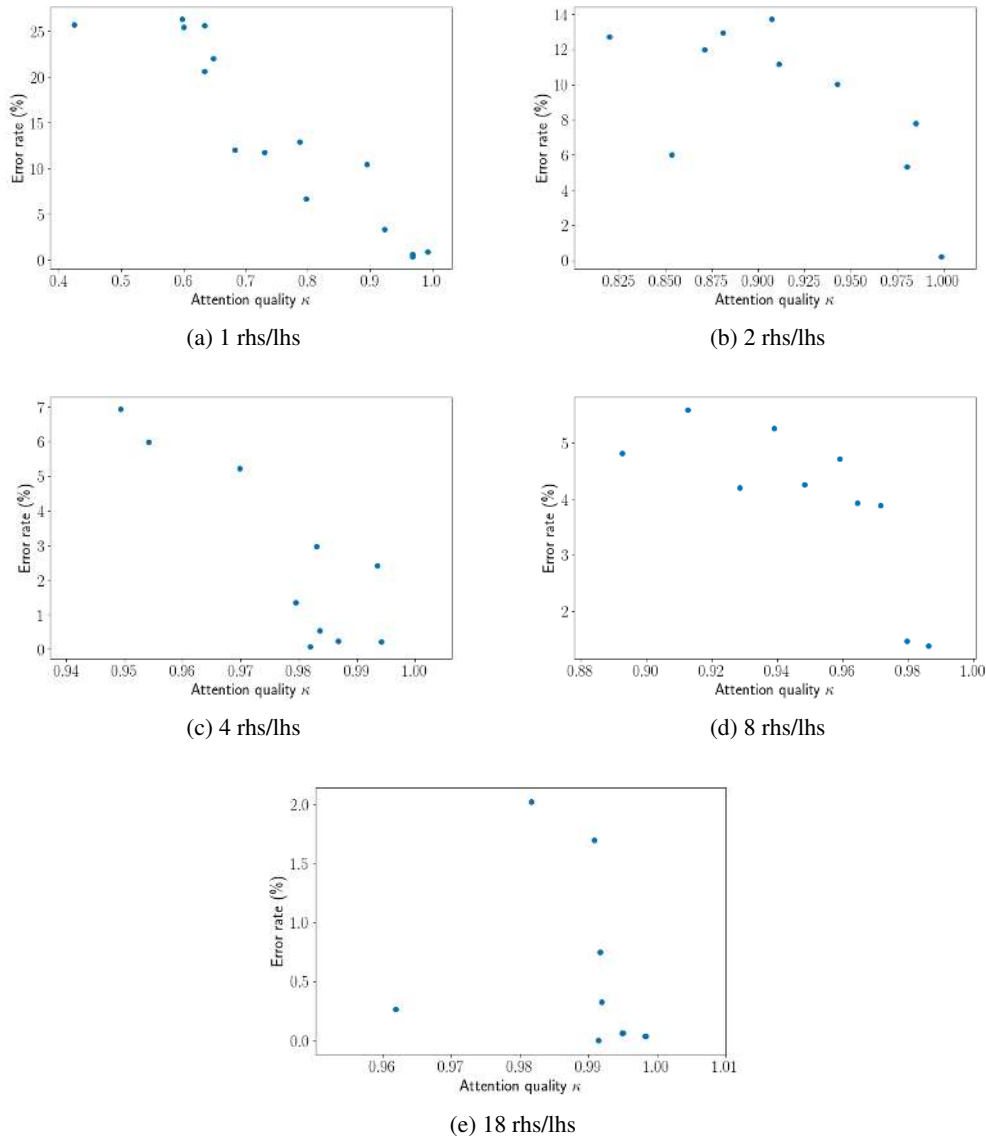 25
20
15
10
5
0
Error rate (%)
0.4 0.5 0.6 0.7 0.8 0.9 1.0
Attention quality κ
(a) 1 rhs/lhs
14
12
10
8
6
4
2
0
Error rate (%)
0.825 0.850 0.875 0.900 0.925 0.950 0.975 1.000
Attention quality κ
(b) 2 rhs/lhs
7
6
5
4
3
2
1
0
Error rate (%)
0.94 0.95 0.96 0.97 0.98 0.99 1.00
Attention quality κ
(c) 4 rhs/lhs
5
4
3
2
Error rate (%)
0.88 0.90 0.92 0.94 0.96 0.98 1.00
Attention quality κ
(d) 8 rhs/lhs
2.0
1.5
1.0
0.5
0.0
Error rate (%)
0.96 0.97 0.98 0.99 1.00 1.01
Attention quality κ
(e) 18 rhs/lhs